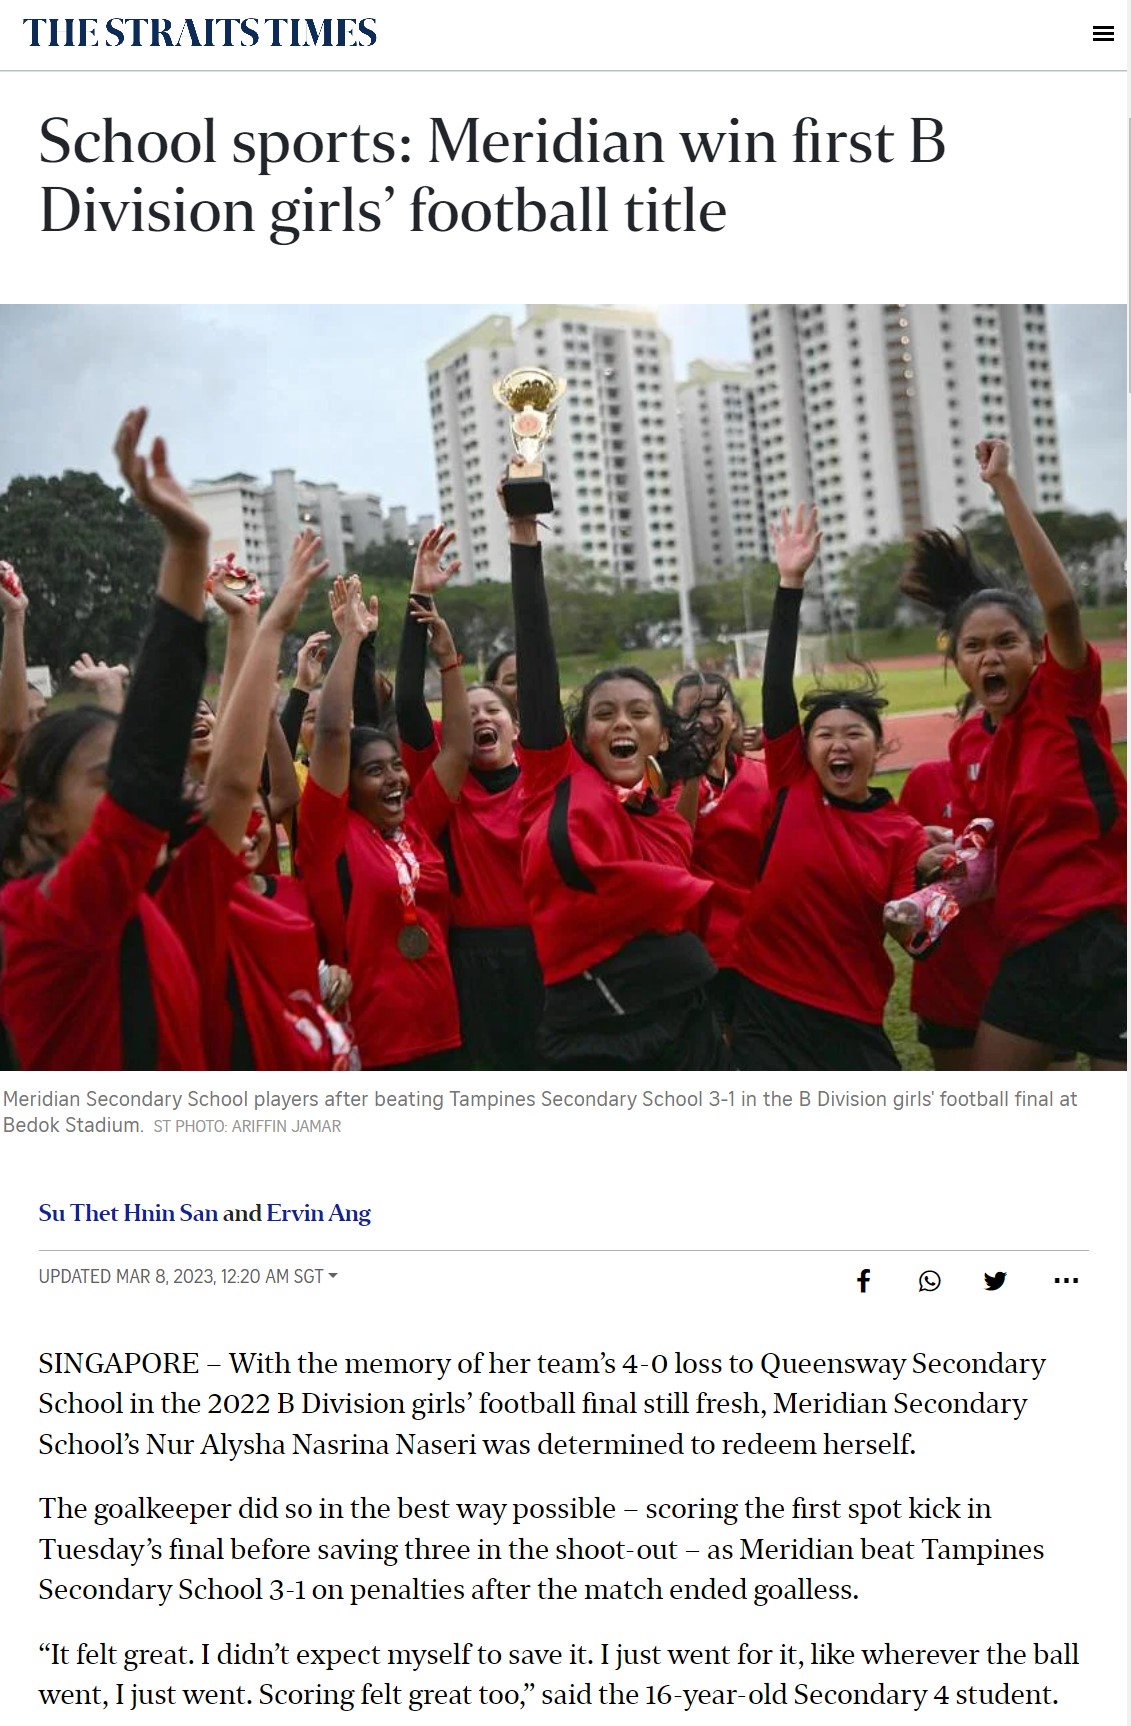 THE STRAITS TIMES
School sports: Meridian win first B
Division girls’ football title
Meridian Secondary School players after beating Tampines Secondary School 3-1 in the B Division girls' football final at
Bedok Stadium. ST PHOTO: ARIFFIN JAMAR
Su Thet Hnin San and Ervin Ang
UPDATED MAR 8, 2023, 12:20 AM SGT
SINGAPORE – With the memory of her team’s 4-0 loss to Queensway Secondary
School in the 2022 B Division girls’ football final still fresh, Meridian Secondary
School’s Nur Alysha Nasrina Naseri was determined to redeem herself.
The goalkeeper did so in the best way possible – scoring the first spot kick in
Tuesday’s final before saving three in the shoot-out – as Meridian beat Tampines
Secondary School 3-1 on penalties after the match ended goalless.
“It felt great. I didn’t expect myself to save it. I just went for it, like wherever the ball
went, I just went. Scoring felt great too,” said the 16-year-old Secondary 4 student.